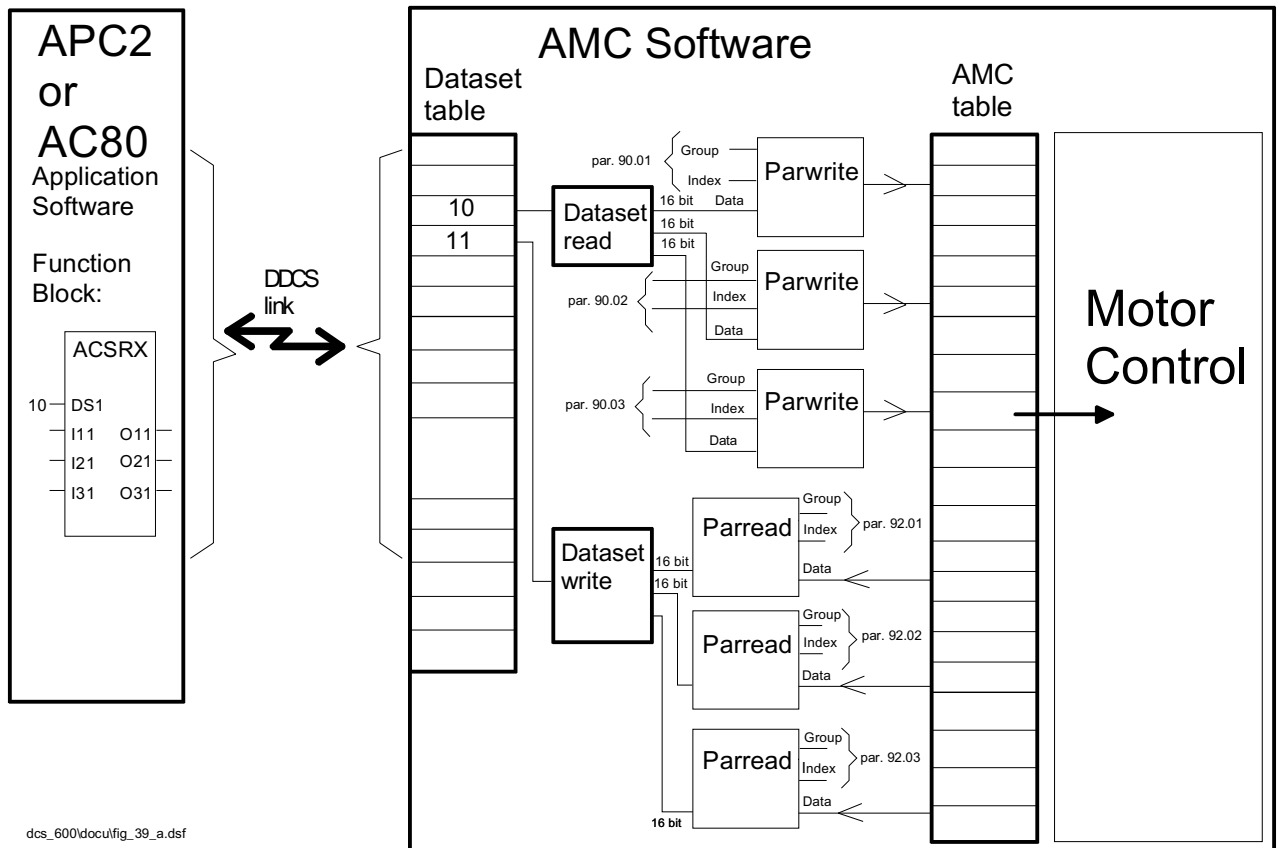 APC2
or
AC80
Application
Software
Function
Block:
ACSRX
10
DS1
I11
O11
I21
O21
I31
O31
DDCS
link
AMC Software
Dataset
table
10
11
Dataset
read
16 bit
16 bit
16 bit
par. 90.01
Group
Index
Data
Parwrite
par. 90.02
Group
Index
Data
Parwrite
par. 90.03
Group
Index
Data
Parwrite
Dataset
write
16 bit
16 bit
16 bit
Parread
Group
Index
Data
par. 92.01
Parread
Group
Index
Data
par. 92.02
Parread
Group
Index
Data
par. 92.03
AMC
table
Motor
Control
dcs_600\docu\fig_39_a.dsf